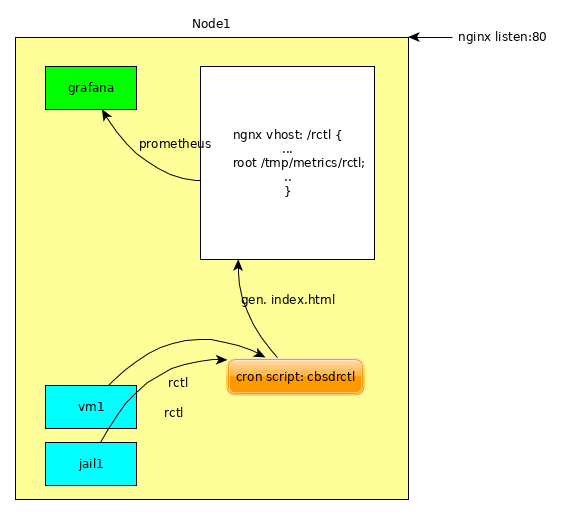 Node1
nginx listen:80
grafana
prometheus
ngnx vhost: /rctl {
...
root /tmp/metrics/rctl;
..
}
gen. index.html
cron script: cbsdrctl
rctl
vm1
rctl
jail1